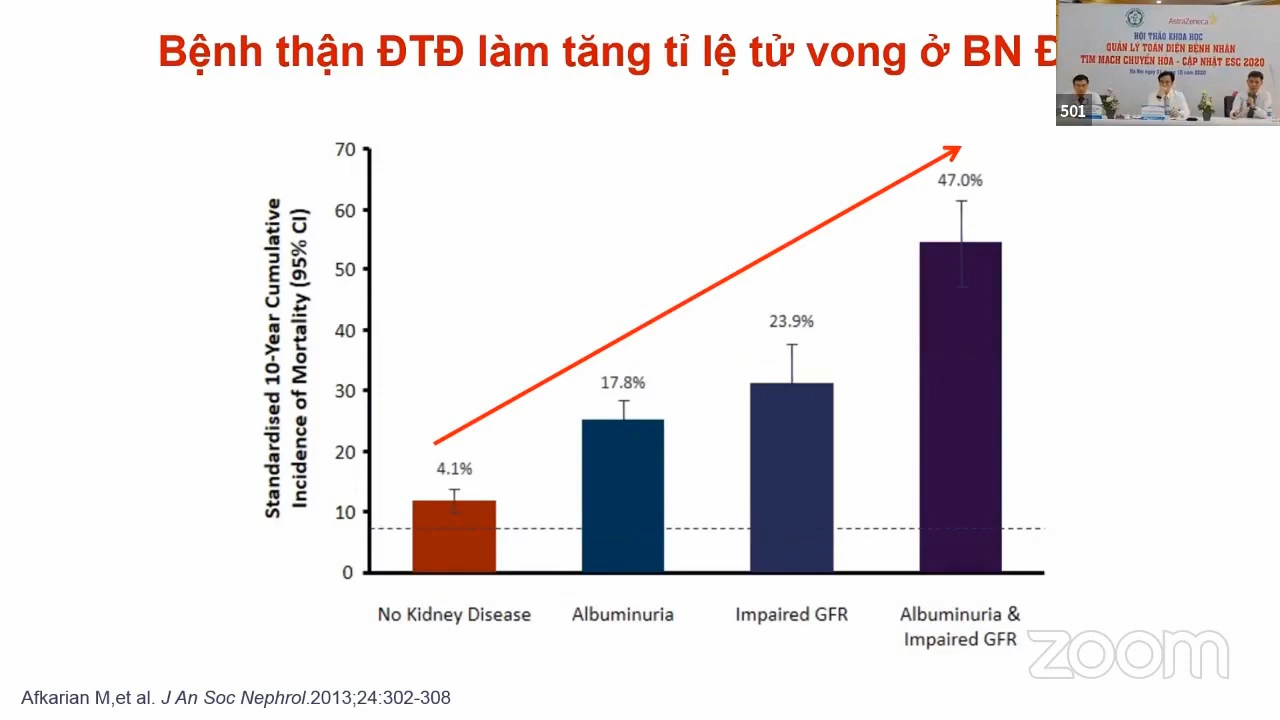 Bệnh thận ĐTĐ làm tăng tỉ lệ tử vong ở BN Đ
AstraZeneca
HỘI THẢO KHOA HỌC
QUẢN LÝ TOÀN DIỆN BỆNH NHÂN
TIM MẠCH CHUYỂN HÓA - CẬP NHẬT ESC 2020
501
Standardised 10-Year Cumulative
Incidence of Mortality (95% CI)
70
60
50
40
30
20
10
0
4.1%
17.8%
23.9%
47.0%
No Kidney Disease
Albuminuria
Impaired GFR
Albuminuria &
Impaired GFR
zoom
Afkarian M,et al. J An Soc Nephrol.2013;24:302-308